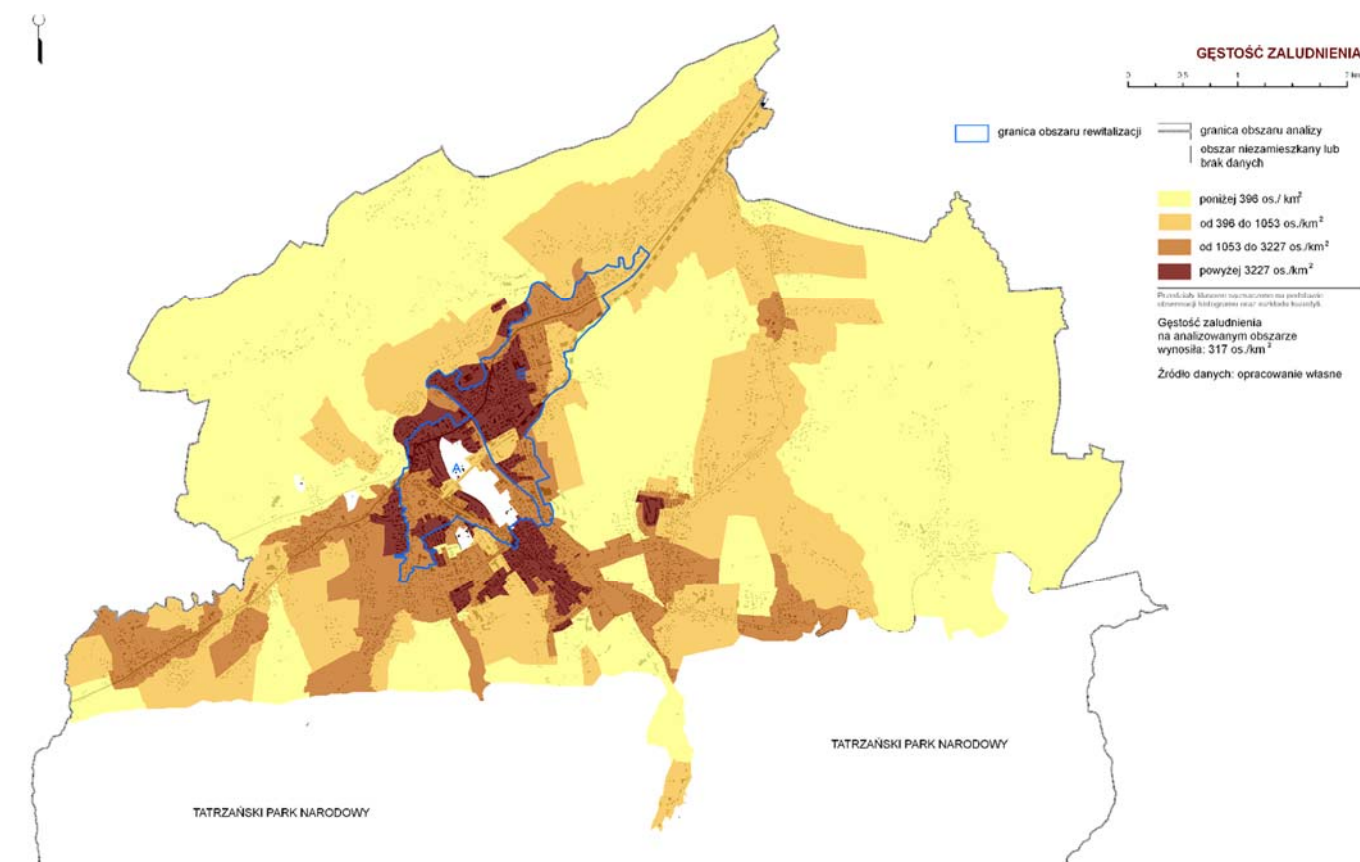 GĘSTOŚĆ ZALUDNIENIA
granica obszaru rewitalizacji
granica obszaru analizy
obszar niezamieszkany lub
brak danych
poniżej 396 os./ km²
od 396 do 1053 os./km²
od 1053 do 3227 os./km²
powyżej 3227 os./km²
Gęstość zaludnienia
na analizowanym obszarze
wynosiła: 317 os./km²
Źródło danych: opracowanie własne
TATRZAŃSKI PARK NARODOWY
TATRZAŃSKI PARK NARODOWY